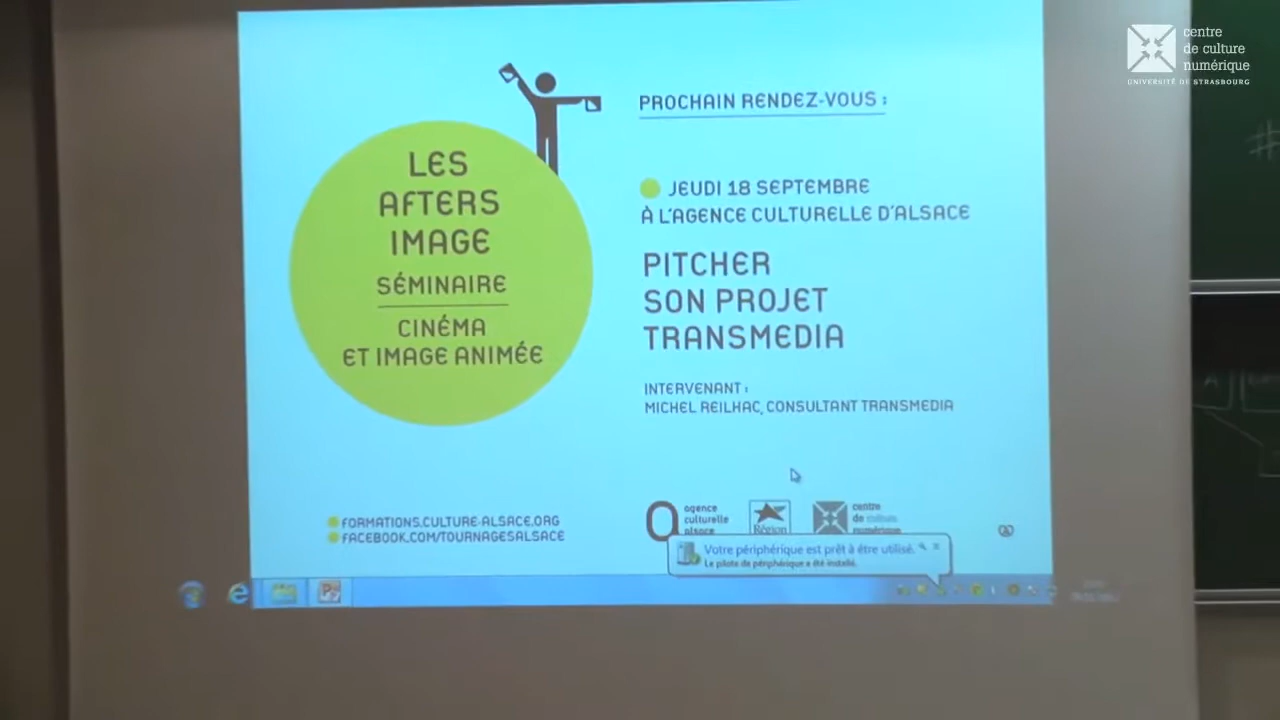 centre
de culture
numérique
UNIVERSITÉ DE STRASBOURG
LES
AFTERS
IMAGE
SÉMINAIRE
CINÉMA
ET IMAGE ANIMÉE
PROCHAIN RENDEZ-VOUS :
JEUDI 18 SEPTEMBRE
À L'AGENCE CULTURELLE D'ALSACE
PITCHER
SON PROJET
TRANSMEDIA
INTERVENANT :
MICHEL REILHAC, CONSULTANT TRANSMEDIA
FORMATIONS.CULTURE-ALSACE.ORG
FACEBOOK.COM/TOURNAGESALSACE
agence
culturelle
alsace
Région
centre
de culture
numérique
Votre périphérique est prêt à être utilisé.
Le pilote de périphérique a été installé.
#
A